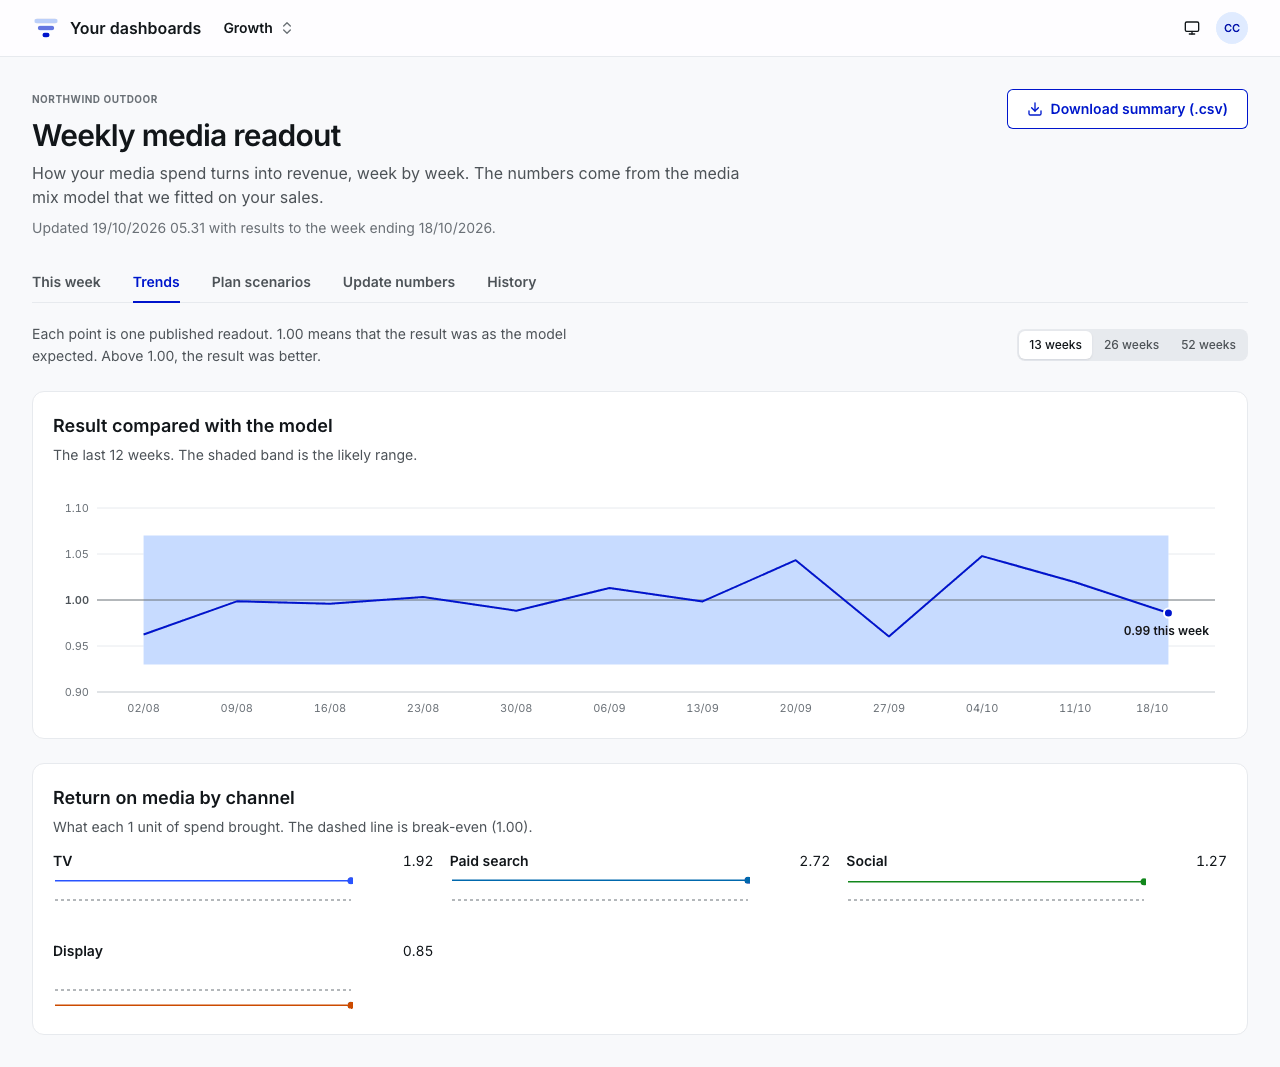 Your dashboards
Growth
CC
NORTHWIND OUTDOOR
Weekly media readout
Download summary (.csv)
How your media spend turns into revenue, week by week. The numbers come from the media
mix model that we fitted on your sales.
Updated 19/10/2026 05.31 with results to the week ending 18/10/2026.
This week
Trends
Plan scenarios
Update numbers
History
Each point is one published readout. 1.00 means that the result was as the model
expected. Above 1.00, the result was better.
13 weeks
26 weeks
52 weeks
Result compared with the model
The last 12 weeks. The shaded band is the likely range.
1.10
1.05
1.00
0.95
0.90
0.99 this week
02/08
09/08
16/08
23/08
30/08
06/09
13/09
20/09
27/09
04/10
11/10
18/10
Return on media by channel
What each 1 unit of spend brought. The dashed line is break-even (1.00).
TV
1.92
Paid search
2.72
Social
1.27
Display
0.85